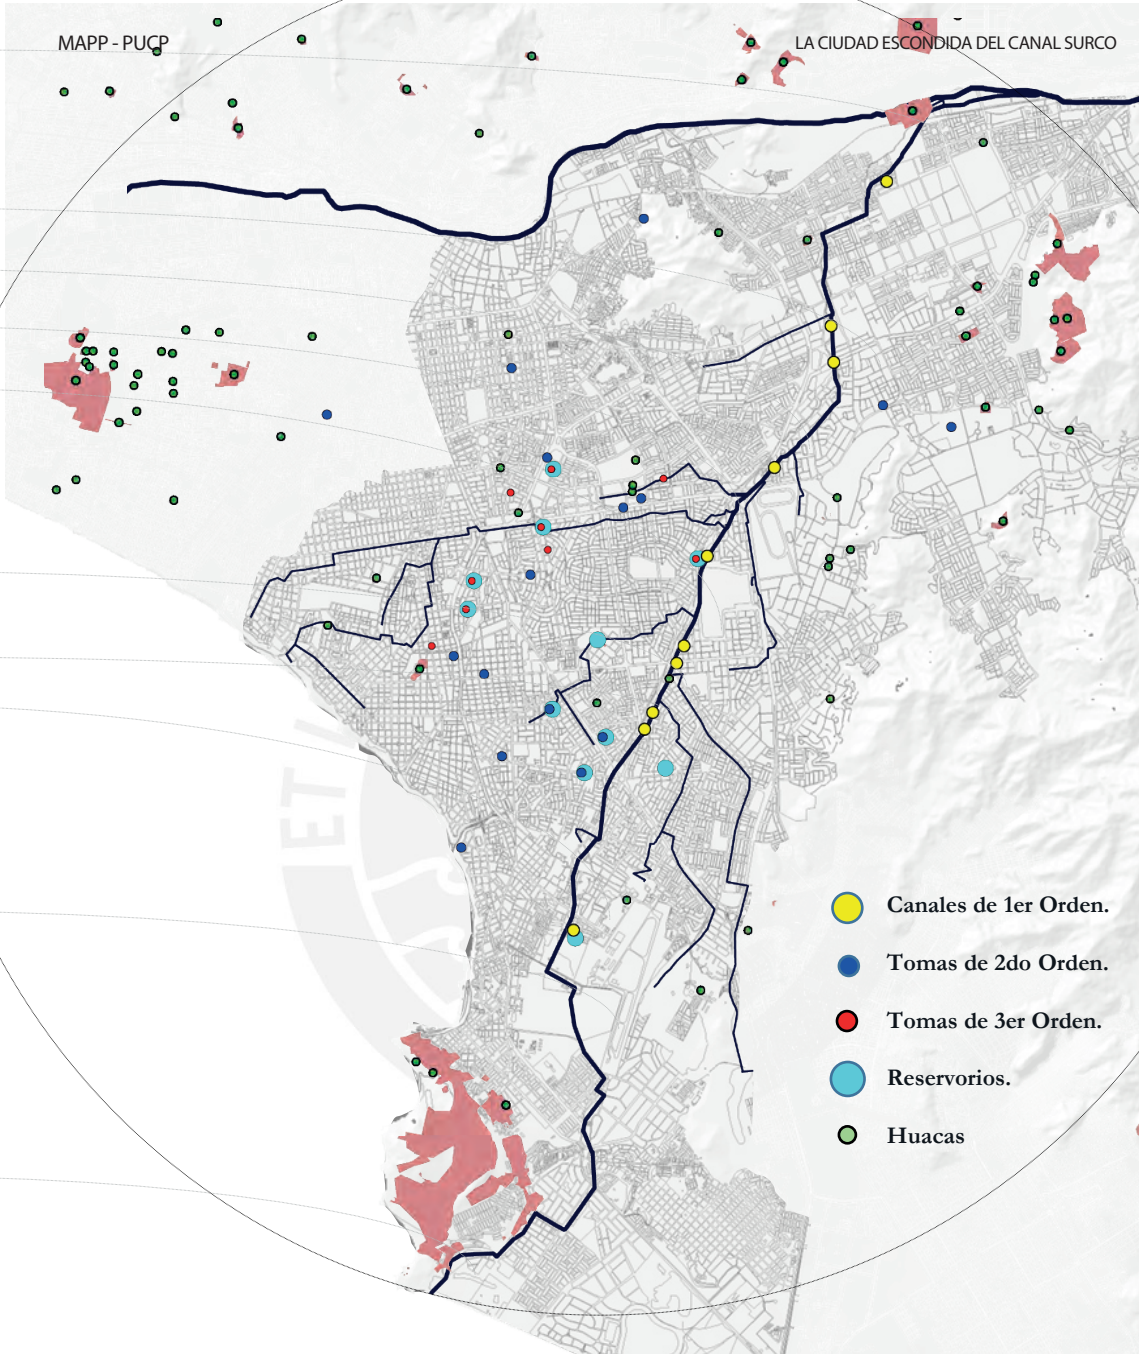 MAPP - PUCP
LA CIUDAD ESCONDIDA DEL CANAL SURCO
ET
Canales de 1er Orden.
Tomas de 2do Orden.
Tomas de 3er Orden.
Reservorios.
Huacas